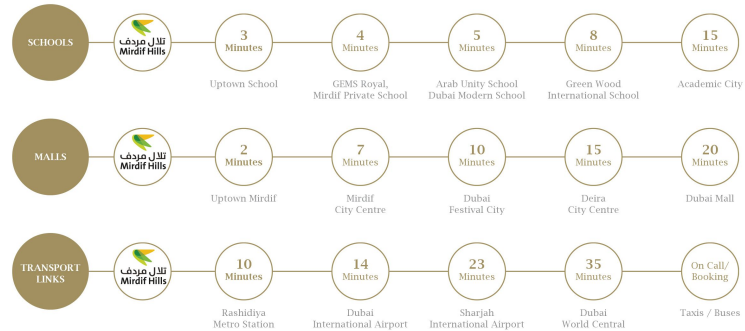 SCHOOLS
تلال مردف
Mirdif Hills
3
Minutes
4
Minutes
5
Minutes
8
Minutes
15
Minutes
Uptown School
GEMS Royal,
Mirdif Private School
Arab Unity School
Dubai Modern School
Green Wood
International School
Academic City
MALLS
تلال مردف
Mirdif Hills
2
Minutes
7
Minutes
10
Minutes
15
Minutes
20
Minutes
Uptown Mirdif
Mirdif
City Centre
Dubai
Festival City
Deira
City Centre
Dubai Mall
TRANSPORT
LINKS
تلال مردف
Mirdif Hills
10
Minutes
14
Minutes
23
Minutes
35
Minutes
On Call/
Booking
Rashidiya
Metro Station
Dubai
International Airport
Sharjah
International Airport
Dubai
World Central
Taxis / Buses